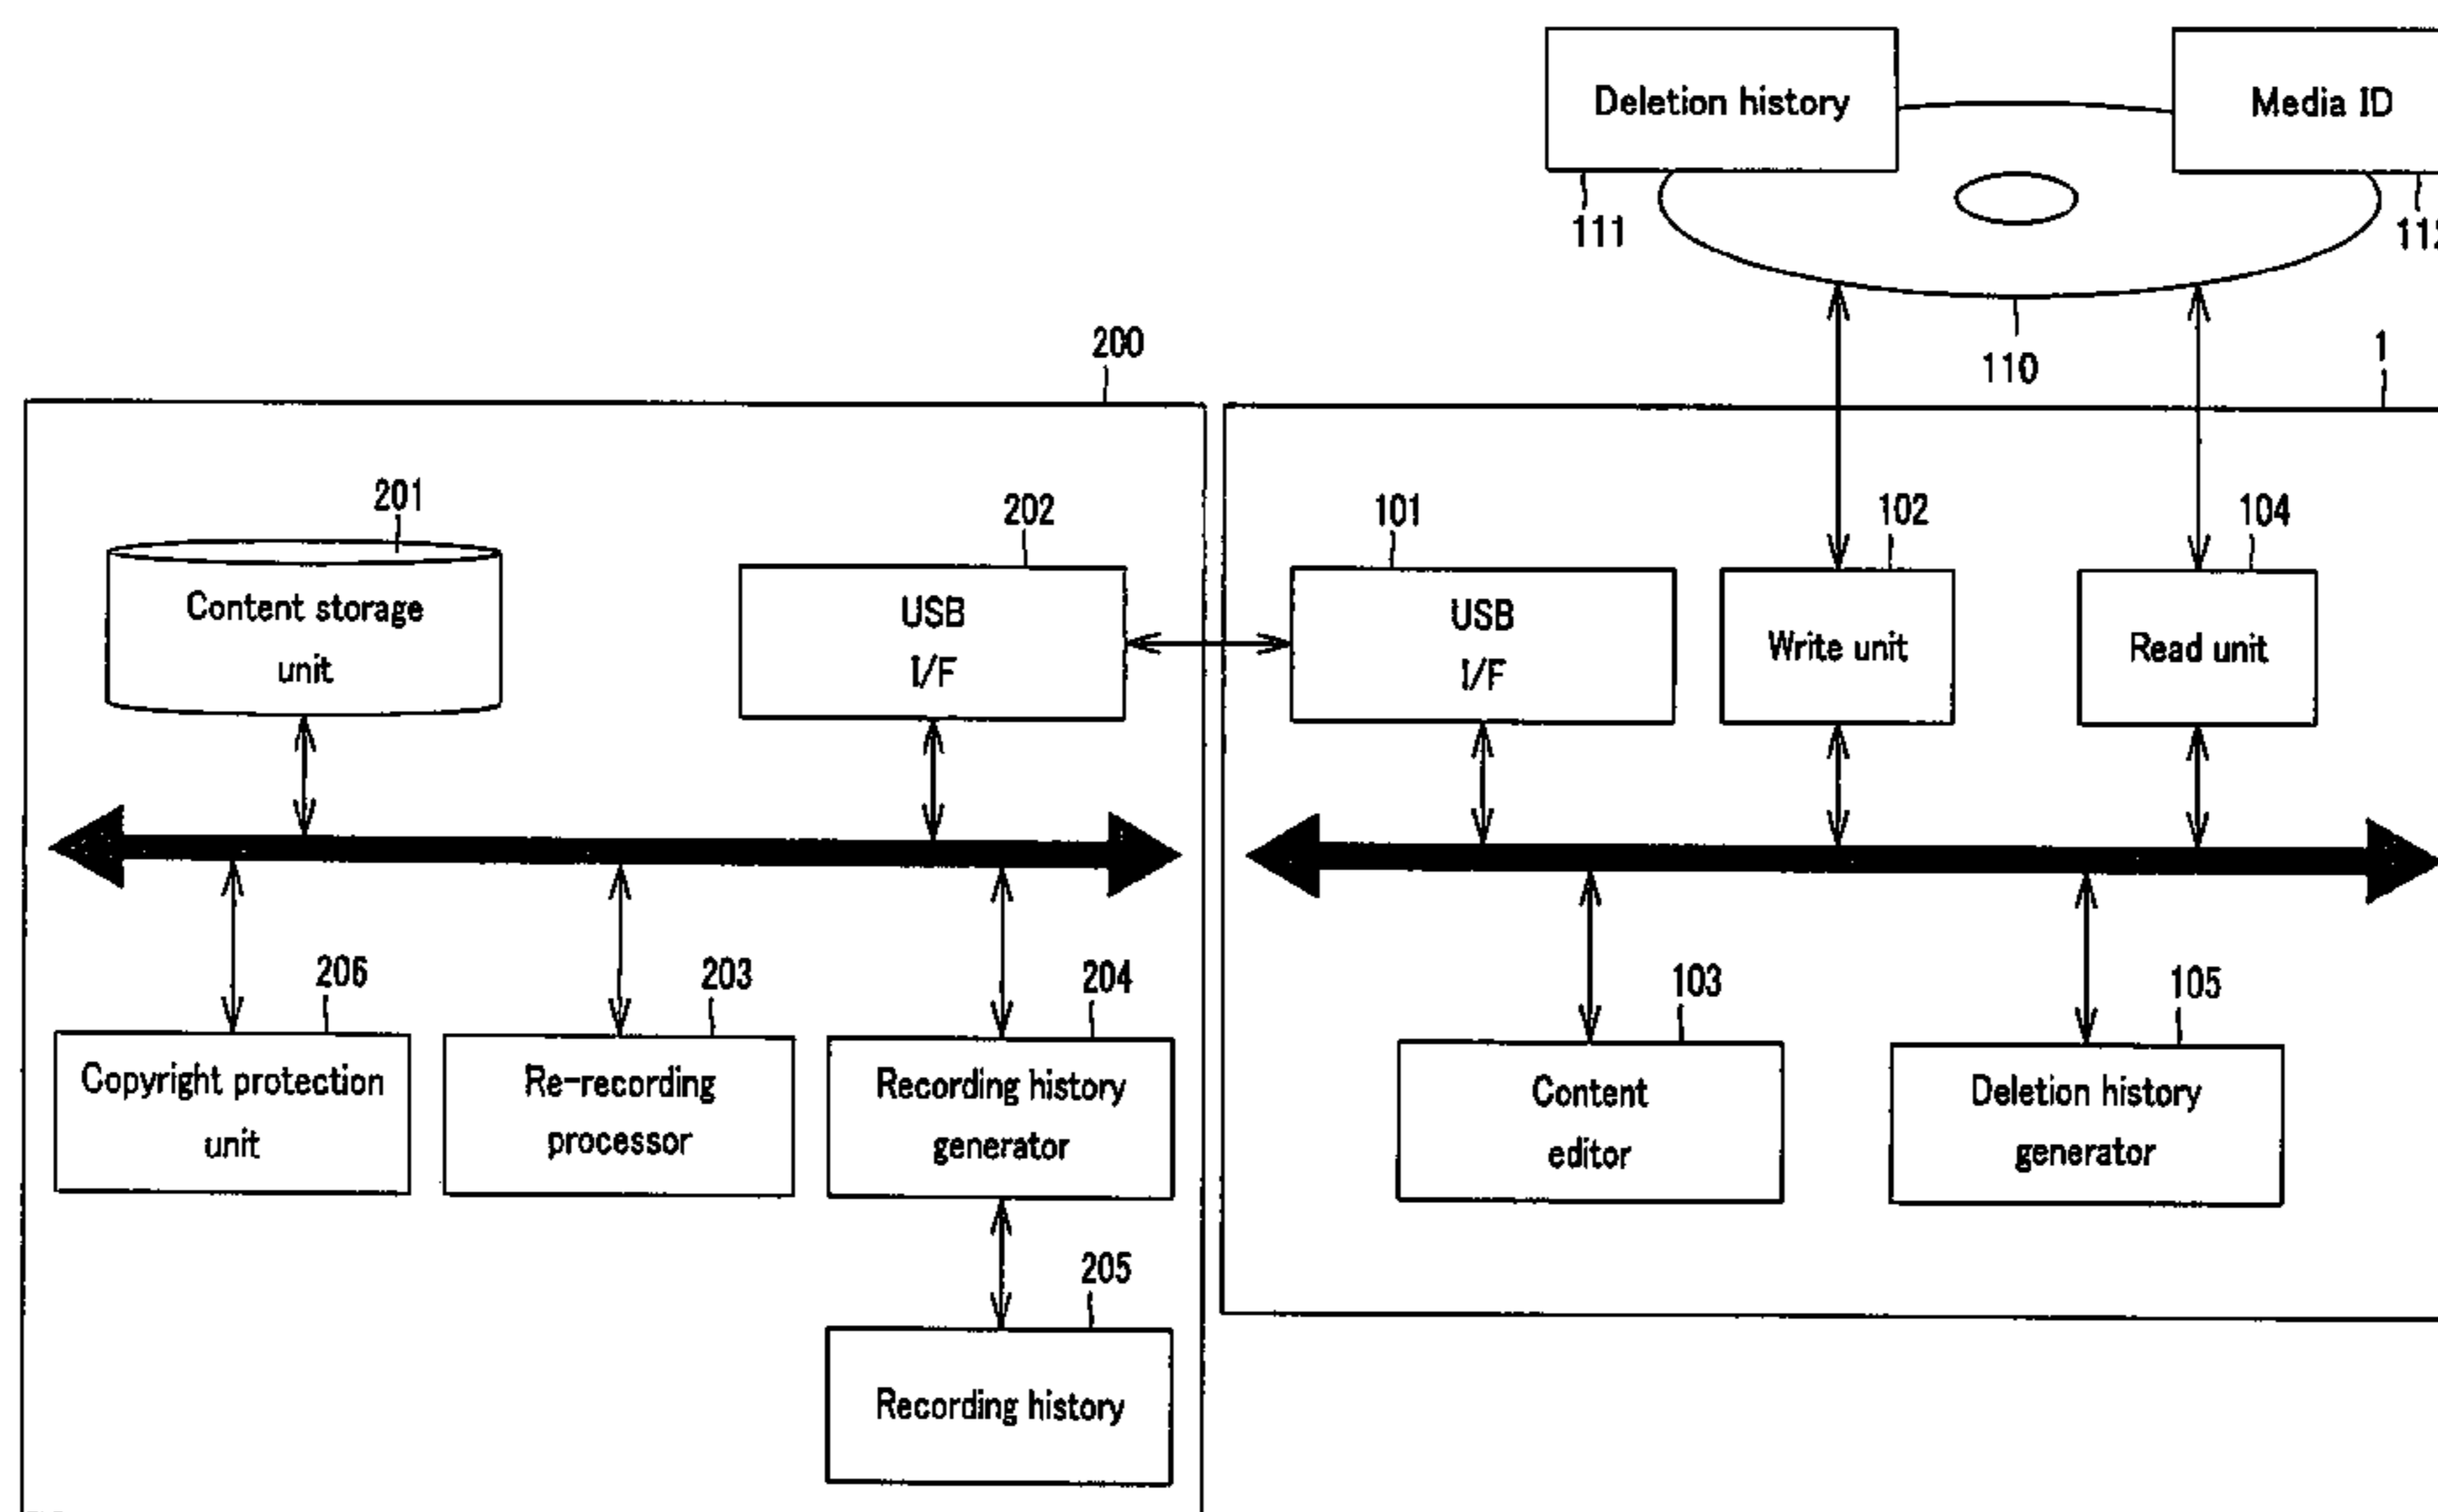 Deletion history
Media ID
111
112
110
200
1
201
202
101
102
104
Content storage
unit
USB
I/F
USB
I/F
Write unit
Read unit
206
203
204
103
105
Copyright protection
unit
Re-recording
processor
Recording history
generator
Content
editor
Deletion history
generator
205
Recording history